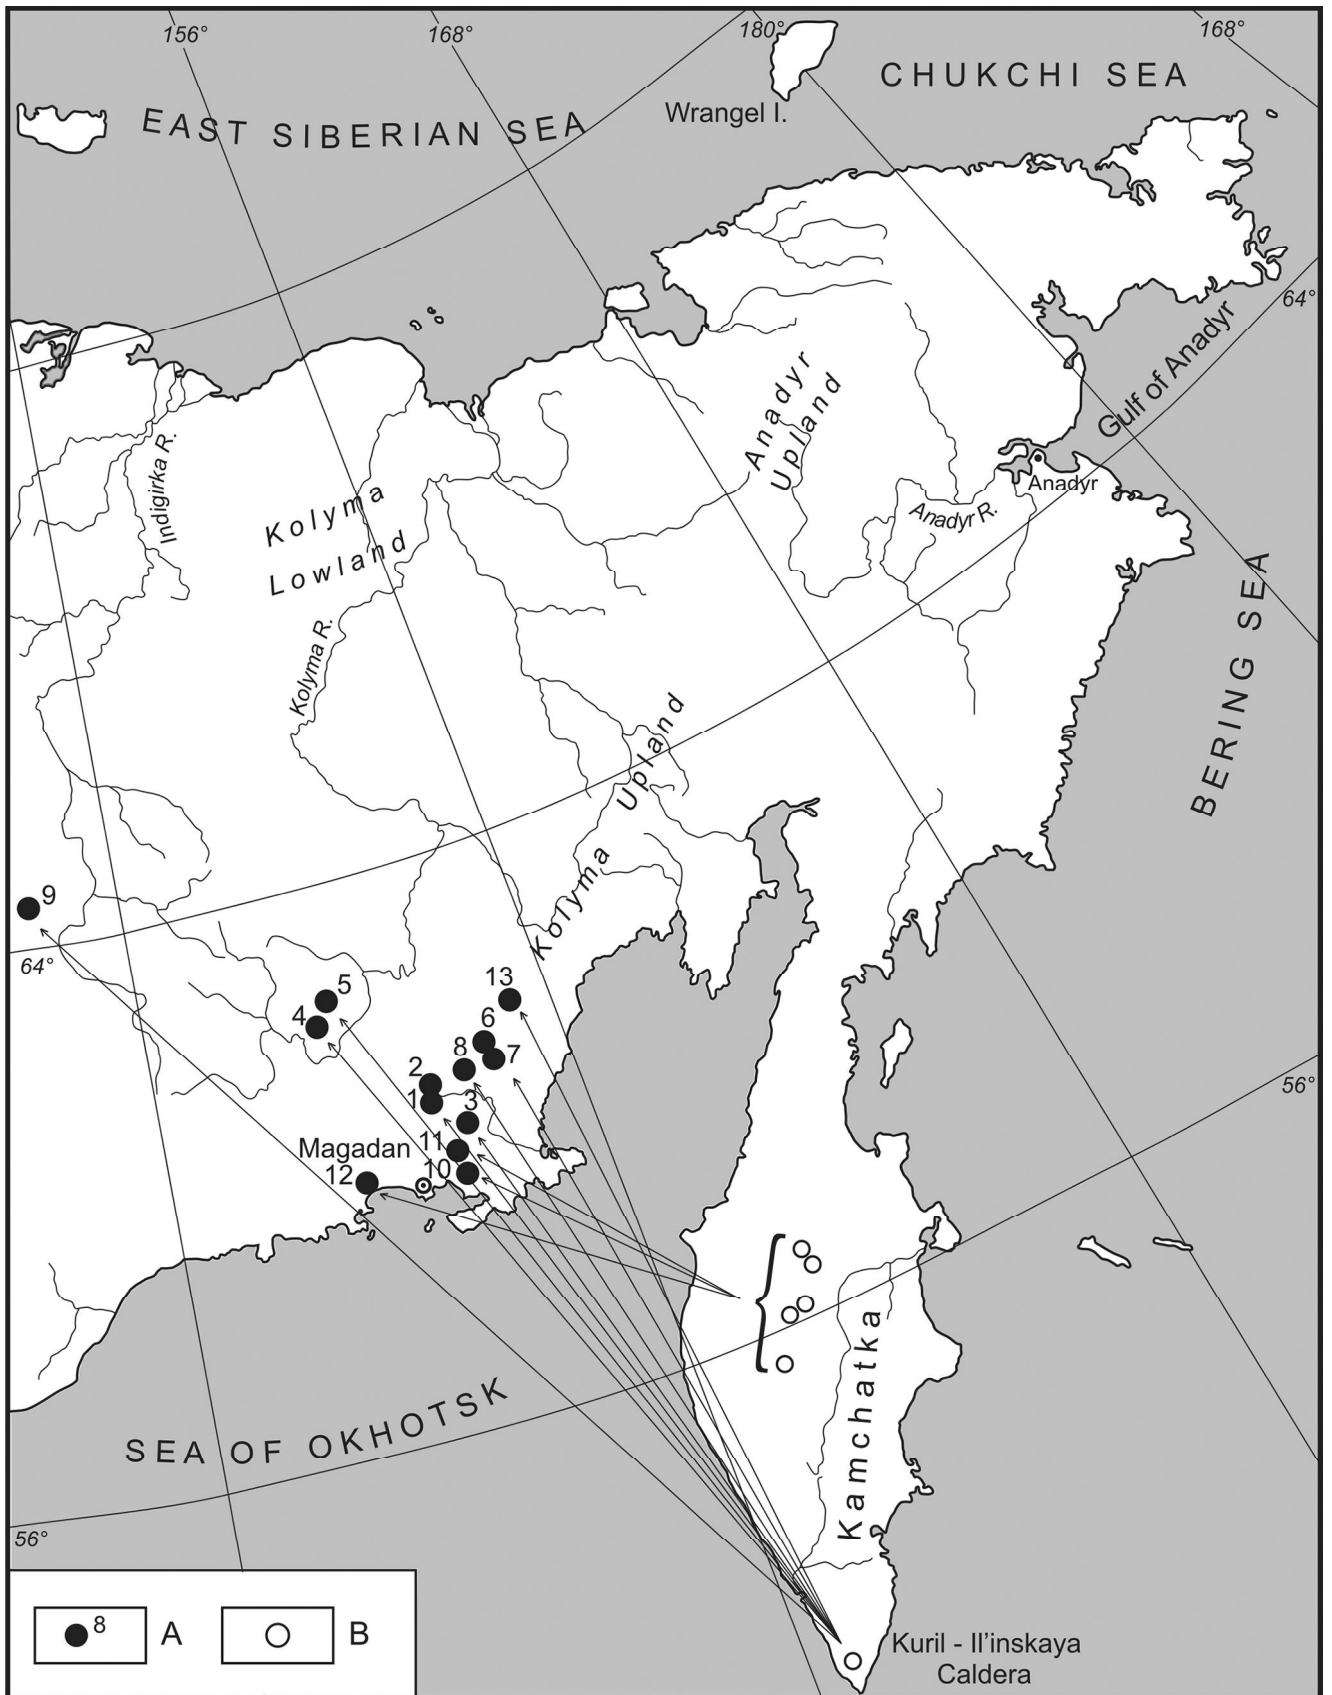 156°
168°
180°
168°
CHUKCHI SEA
Wrangel I.
EAST SIBERIAN SEA
64°
Gulf of Anadyr
Anadyr
Upland
Indigirka R.
Anadyr
Kolyma
Lowland
Anadyr R.
BERING SEA
Kolyma R.
Kolyma Upland
9
64°
5
4
13
6
8
7
2
1
3
56°
Magadan
11
12
10
Kamchatka
SEA OF OKHOTSK
56°
8
A
B
Kuril - Il'inskaya
Caldera